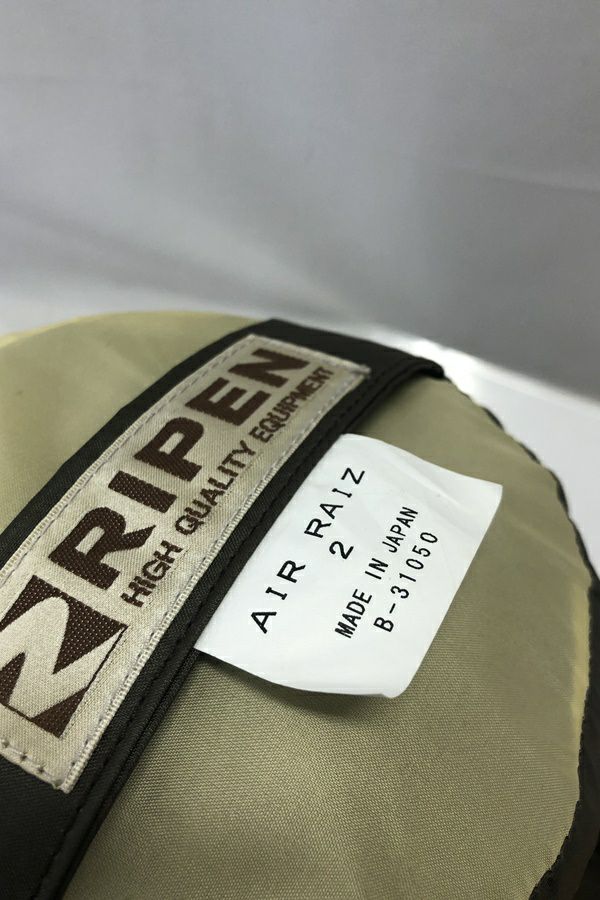 RIPEN
HIGH QUALITY EQUIPMENT
AIR RAIZ
2
MADE IN JAPAN
B-31050